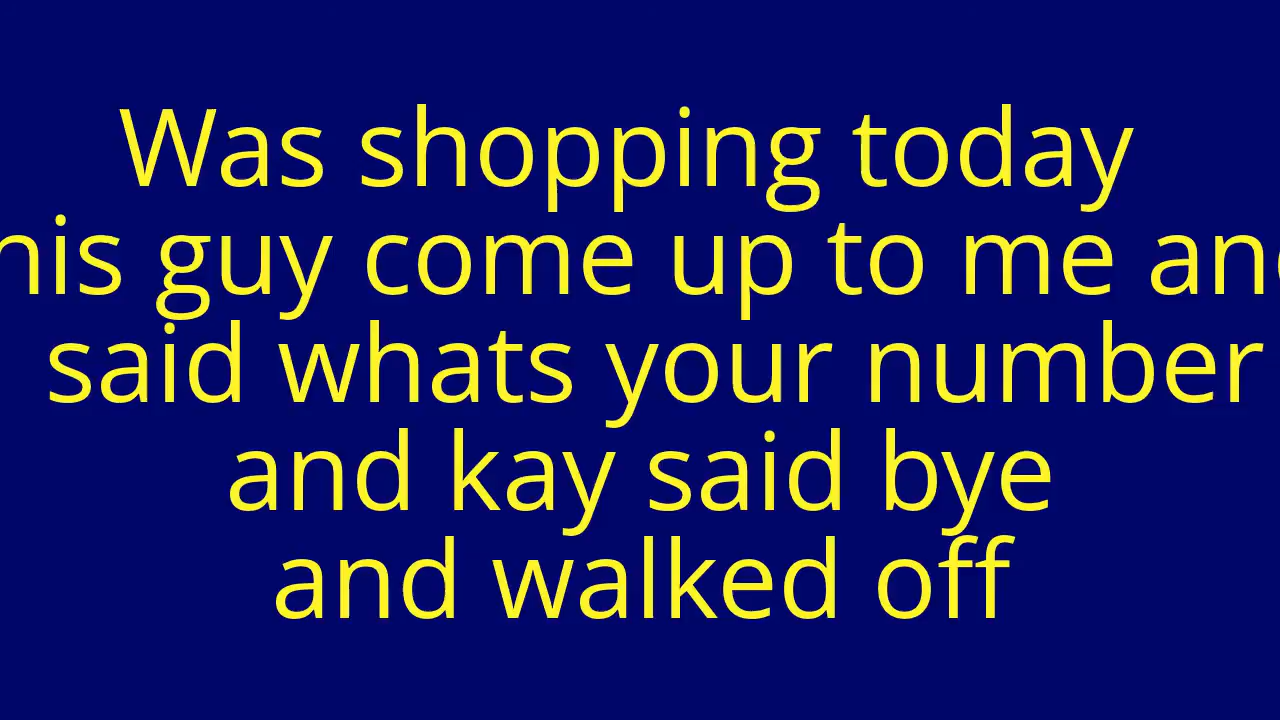 Was shopping today
his guy come up to me and
said whats your number
and kay said bye
and walked off